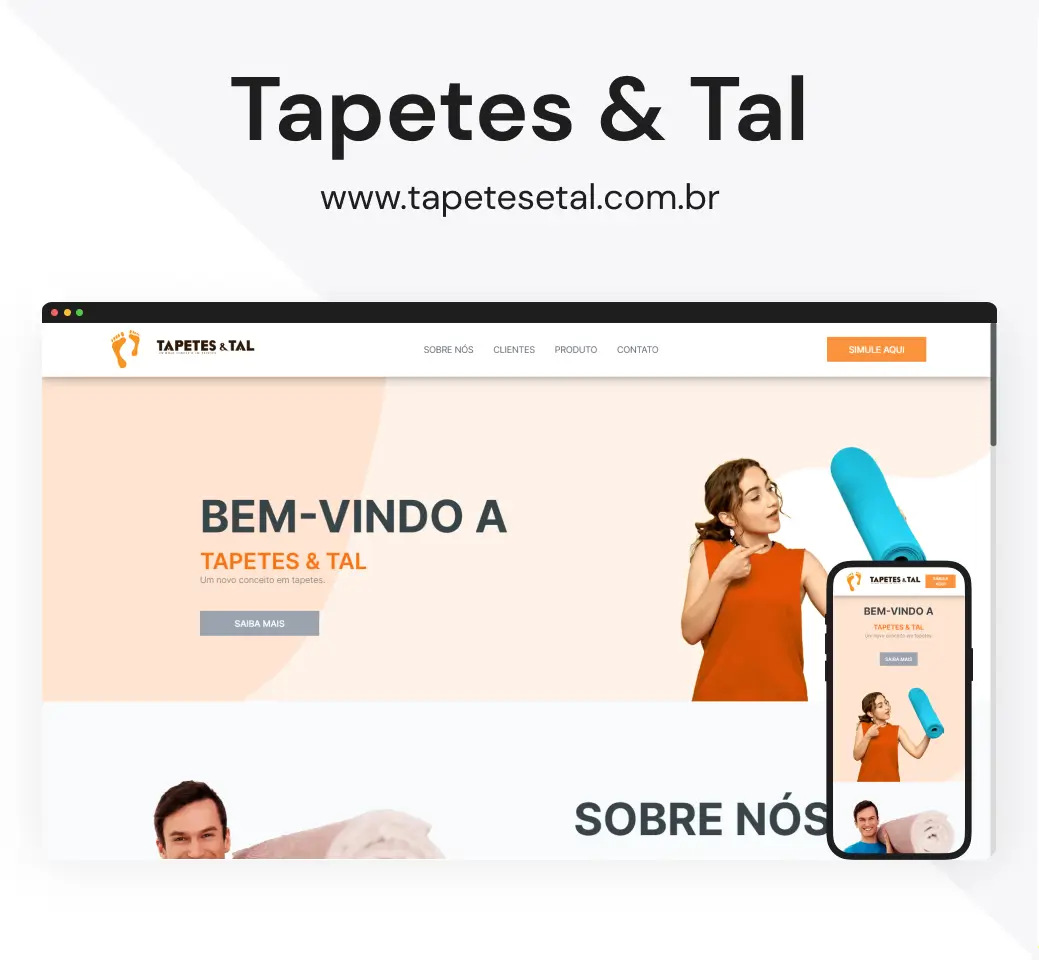 Tapetes & Tal
www.tapetesetal.com.br
TAPETES & TAL
SOBRE NÓS CLIENTES PRODUTO CONTATO
SIMULE AQUI
BEM-VINDO A
TAPETES & TAL
Um novo conceito em tapetes.
SAIBA MAIS
SOBRE NÓS
TAPETES & TAL
SIMULE
AQUI
BEM-VINDO A
TAPETES & TAL
Um novo conceito em tapetes.
SAIBA MAIS